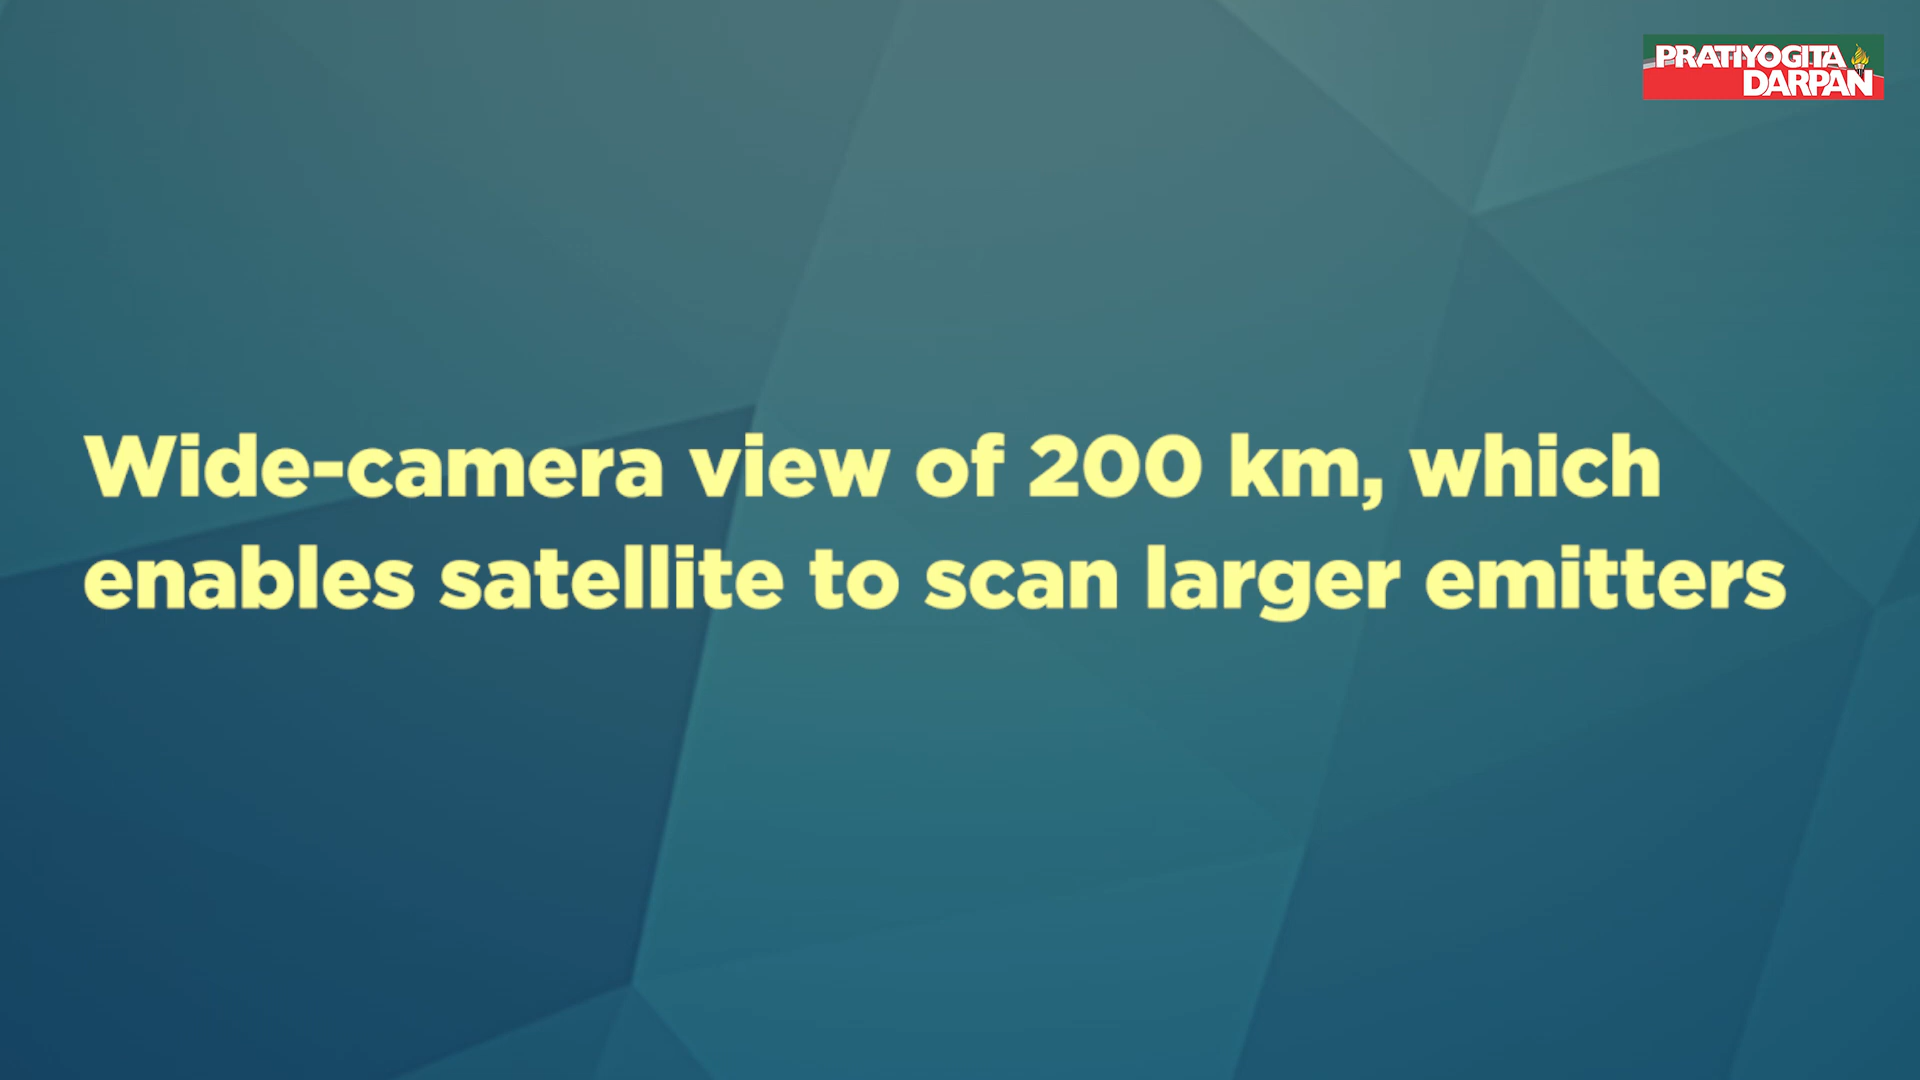 PRATIYOGITA
DARPAN
Wide-camera view of 200 km, which
enables satellite to scan larger emitters